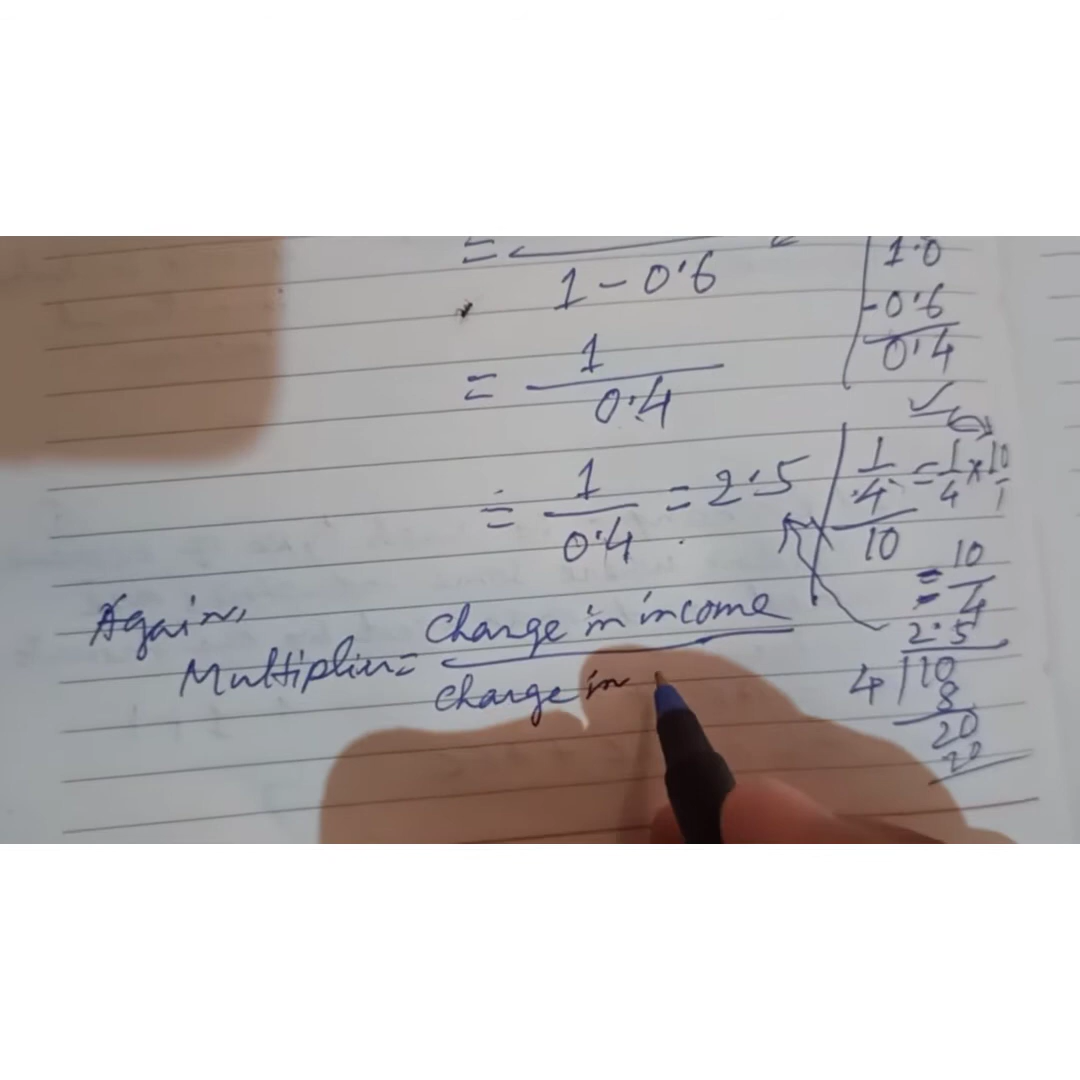 =
1 - 0.6
= 1
0.4
= 1
0.4 = 2.5
Again,
Multiplier = change in income
change in
1.0
-0.6
0.4
1 = 1 × 10
4 4 1
10
= 10
4
2.5
4 10
8
20
20